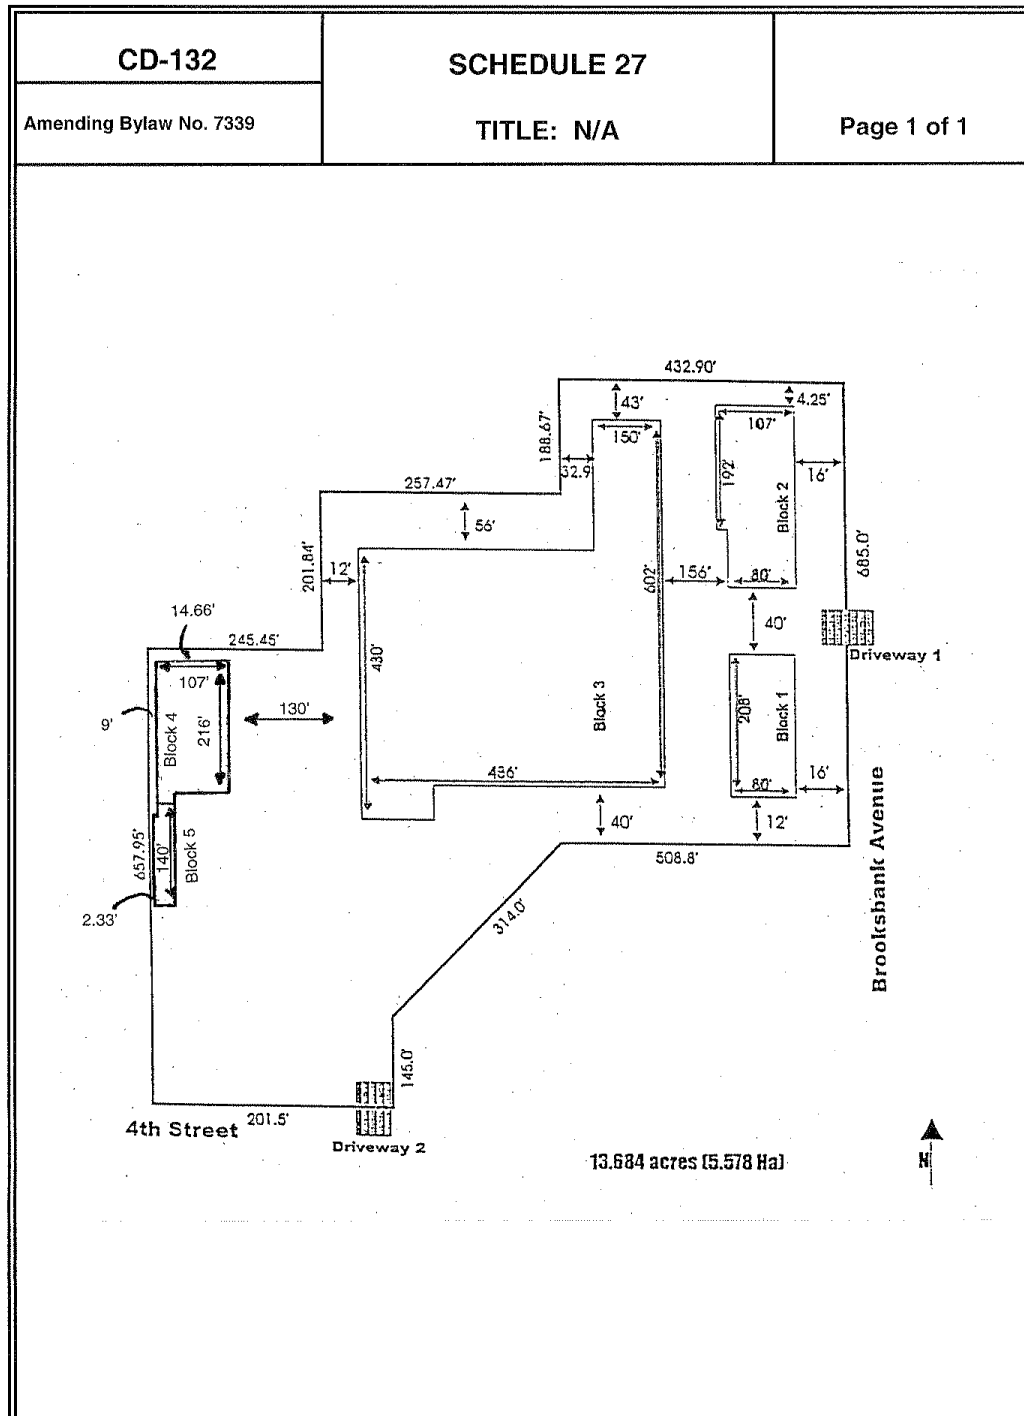 CD-132
SCHEDULE 27
Amending Bylaw No. 7339
TITLE: N/A
Page 1 of 1
432.90'
43'
4.25'
188.67'
150'
107'
32.9'
192'
16'
257.47'
Block 2
56'
201.84'
12'
602'
156'
80'
685.0'
14.66'
245.45'
40'
Driveway 1
430'
107'
9'
Block 4
216'
130'
Block 3
208'
Block 1
436'
80'
16'
40'
12'
657.95'
140'
Block 5
508.8'
Brooksbank Avenue
2.33'
314.0'
145.0'
201.5'
4th Street
Driveway 2
13.684 acres (5.578 Ha)
N